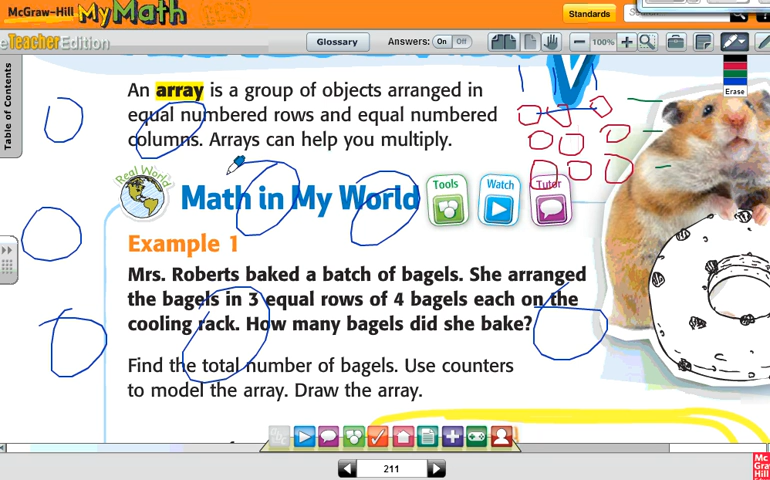 McGraw-Hill My Math
Standards
Sear
e Teacher Edition
Glossary
Answers: On Off
100%
Erase
Table of Contents
An array is a group of objects arranged in
equal numbered rows and equal numbered
columns. Arrays can help you multiply.
Real World
Math in My World
Tools
Watch
Tutor
Example 1
Mrs. Roberts baked a batch of bagels. She arranged
the bagels in 3 equal rows of 4 bagels each on the
cooling rack. How many bagels did she bake?
Find the total number of bagels. Use counters
to model the array. Draw the array.
211
Mc
Gra
Hill